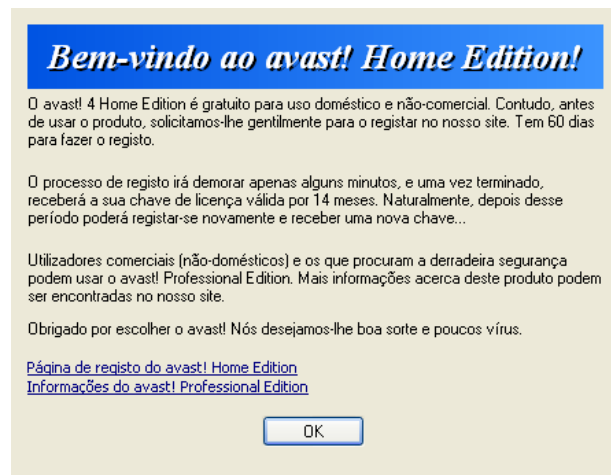 Bem-vindo ao avast! Home Edition!
O avast! 4 Home Edition é gratuito para uso doméstico e não-comercial. Contudo, antes
de usar o produto, solicitamos-lhe gentilmente para o registar no nosso site. Tem 60 dias
para fazer o registo.
O processo de registo irá demorar apenas alguns minutos, e uma vez terminado,
receberá a sua chave de licença válida por 14 meses. Naturalmente, depois desse
período poderá registar-se novamente e receber uma nova chave...
Utilizadores comerciais (não-domésticos) e os que procuram a derradeira segurança
podem usar o avast! Professional Edition. Mais informações acerca deste produto podem
ser encontradas no nosso site.
Obrigado por escolher o avast! Nós desejamos-lhe boa sorte e poucos vírus.
Página de registo do avast! Home Edition
Informações do avast! Professional Edition
OK